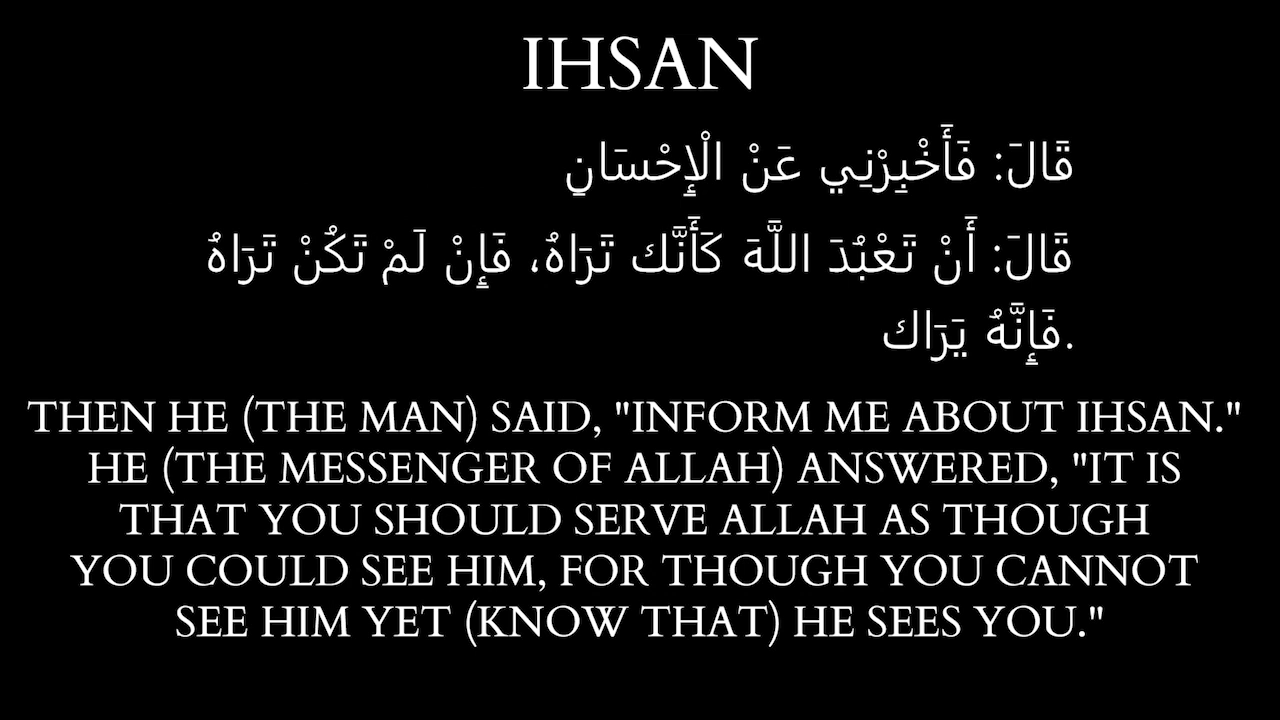 IHSAN
قَالَ: فَأَخْبِرْنِي عَنْ الْإِحْسَانِ
قَالَ: أَنْ تَعْبُدَ اللَّهَ كَأَنَّك تَرَاهُ، فَإِنْ لَمْ تَكُنْ تَرَاهُ
فَإِنَّهُ يَرَاك.
THEN HE (THE MAN) SAID, "INFORM ME ABOUT IHSAN."
HE (THE MESSENGER OF ALLAH) ANSWERED, "IT IS
THAT YOU SHOULD SERVE ALLAH AS THOUGH
YOU COULD SEE HIM, FOR THOUGH YOU CANNOT
SEE HIM YET (KNOW THAT) HE SEES YOU."